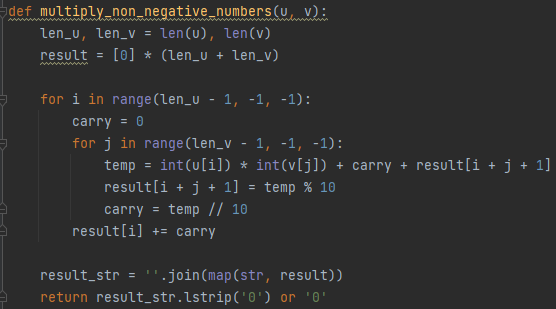 def multiply_non_negative_numbers(u, v):
    len_u, len_v = len(u), len(v)
    result = [0] * (len_u + len_v)

    for i in range(len_u - 1, -1, -1):
        carry = 0
        for j in range(len_v - 1, -1, -1):
            temp = int(u[i]) * int(v[j]) + carry + result[i + j + 1]
            result[i + j + 1] = temp % 10
            carry = temp // 10
        result[i] += carry

    result_str = ''.join(map(str, result))
    return result_str.lstrip('0') or '0'